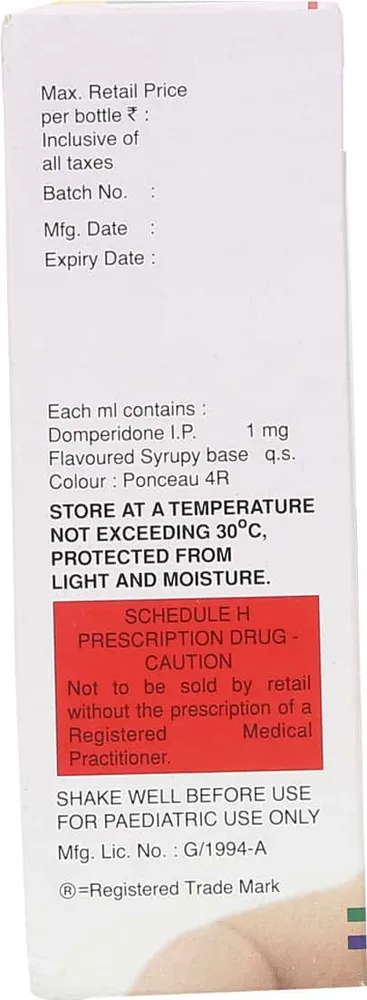 Max. Retail Price
per bottle ₹ :
Inclusive of
all taxes
Batch No. :
Mfg. Date :
Expiry Date :
Each ml contains :
Domperidone I.P. 1 mg
Flavoured Syrupy base q.s.
Colour : Ponceau 4R
STORE AT A TEMPERATURE
NOT EXCEEDING 30°C,
PROTECTED FROM
LIGHT AND MOISTURE.
SCHEDULE H
PRESCRIPTION DRUG -
CAUTION
Not to be sold by retail
without the prescription of a
Registered Medical
Practitioner.
SHAKE WELL BEFORE USE
FOR PAEDIATRIC USE ONLY
Mfg. Lic. No. : G/1994-A
®=Registered Trade Mark